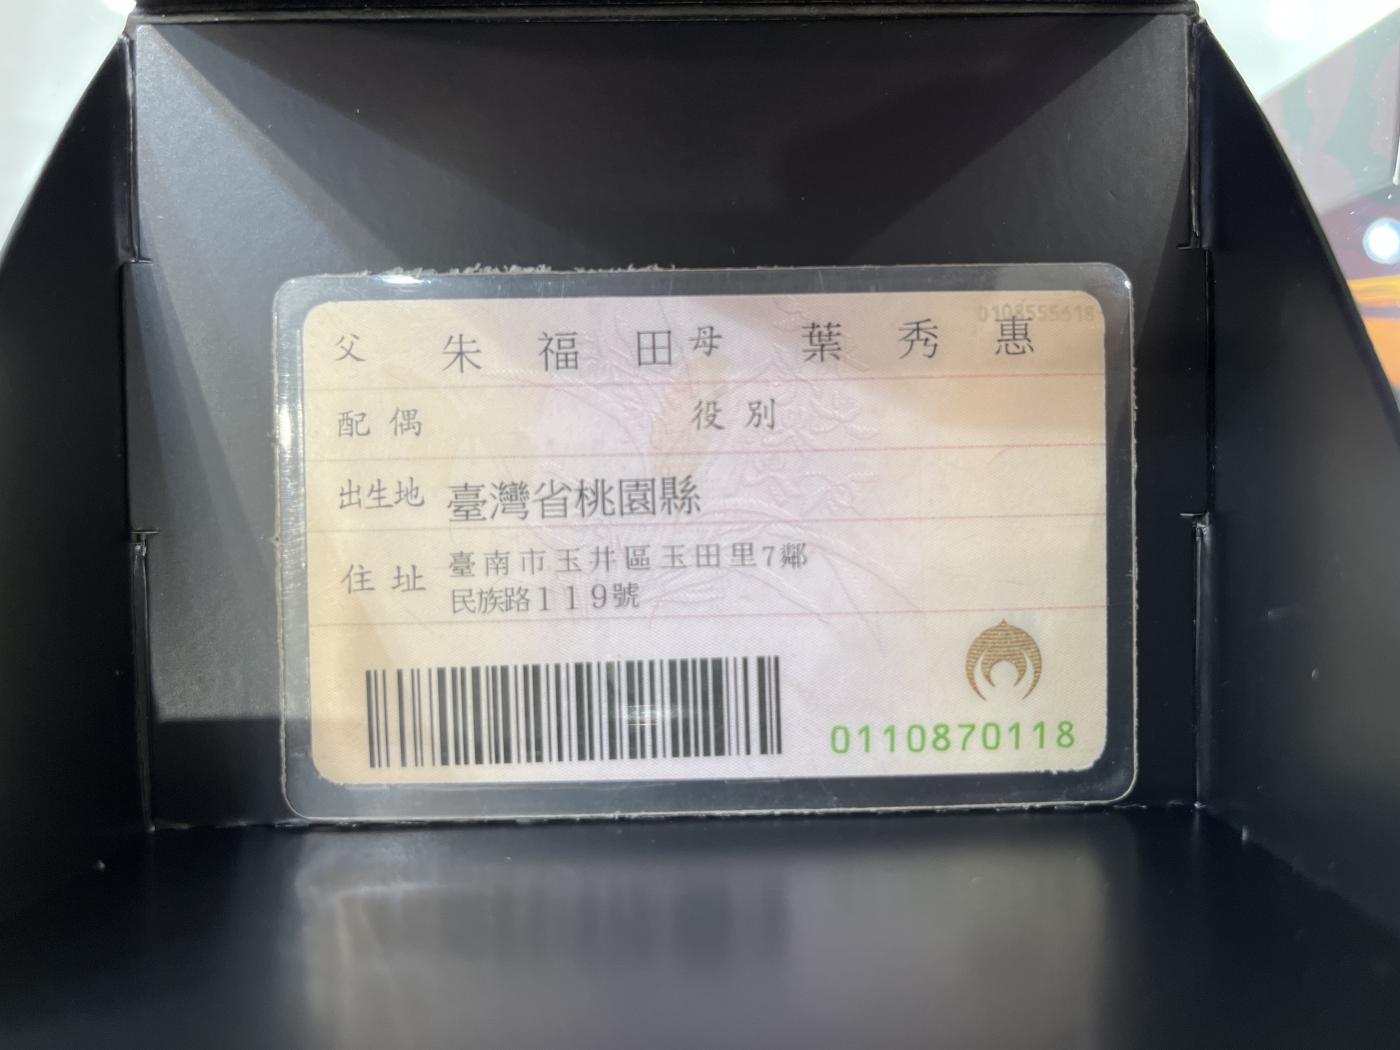 0108555618
父 朱福田 母 葉秀惠
配偶 役別
出生地 臺灣省桃園縣
住址 臺南市玉井區玉田里7鄰
民族路119號
0110870118